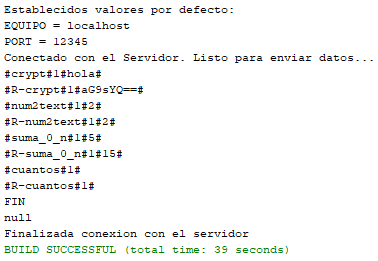 Establecidos valores por defecto:
EQUIPO = localhost
PORT = 12345
Conectado con el Servidor. Listo para enviar datos...
#crypt#1#hola#
#R-crypt#1#aG9sYQ==#
#num2text#1#2#
#R-num2text#1#2#
#suma_0_n#1#5#
#R-suma_0_n#1#15#
#cuantos#1#
#R-cuantos#1#
FIN
null
Finalizada conexion con el servidor
BUILD SUCCESSFUL (total time: 39 seconds)